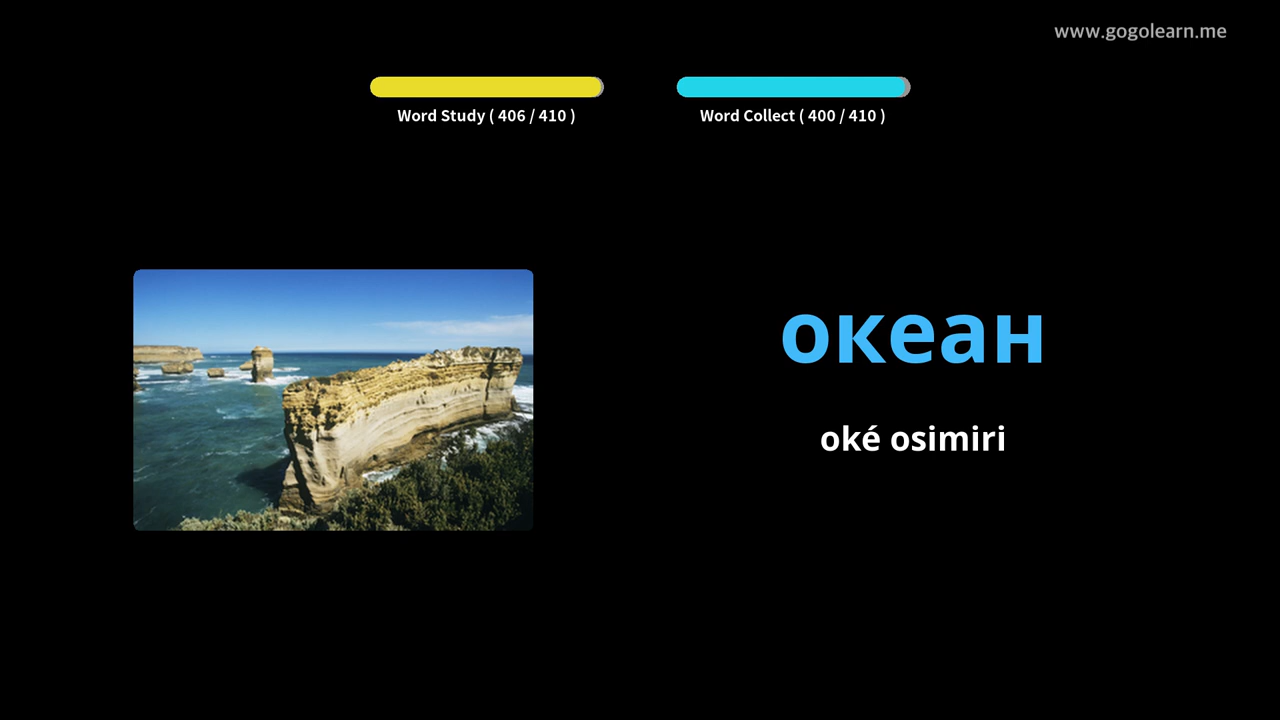 www.gogolearn.me
Word Study ( 406 / 410 )
Word Collect ( 400 / 410 )
океан
oké osimiri